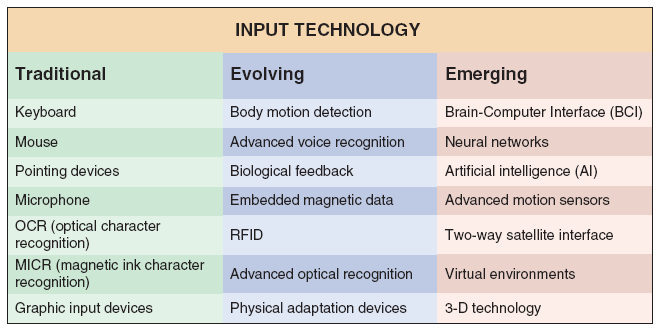 INPUT TECHNOLOGY
Traditional Evolving Emerging
Keyboard Body motion detection Brain-Computer Interface (BCI)
Mouse Advanced voice recognition Neural networks
Pointing devices Biological feedback Artificial intelligence (AI)
Microphone Embedded magnetic data Advanced motion sensors
OCR (optical character
recognition) RFID Two-way satellite interface
MICR (magnetic ink character
recognition) Advanced optical recognition Virtual environments
Graphic input devices Physical adaptation devices 3-D technology